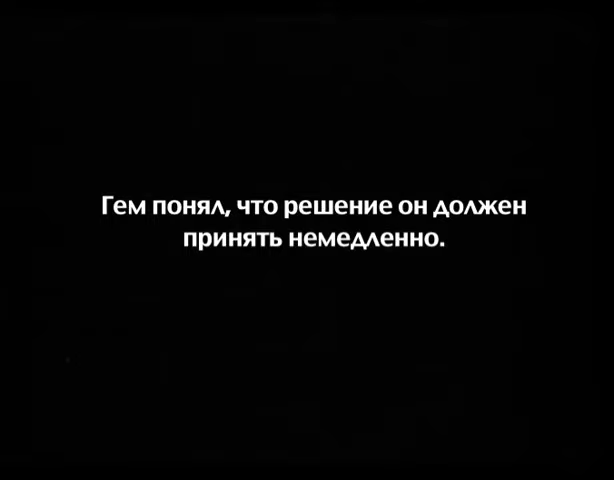 Гем понял, что решение он должен
принять немедленно.